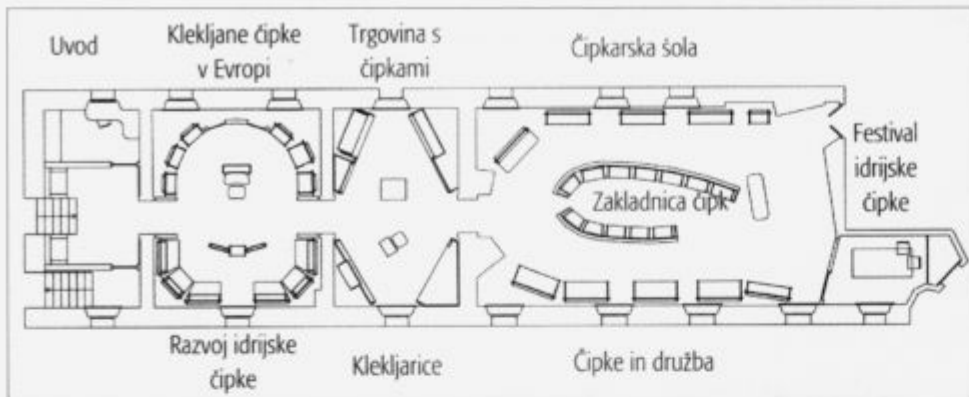 Uvod
Klekljane čipke
v Evropi
Trgovina s
čipkami
Čipkarska šola
Festival
idrijske
čipke
Zakladnica čipk
Razvoj idrijske
čipke
Klekljarice
Čipke in družba